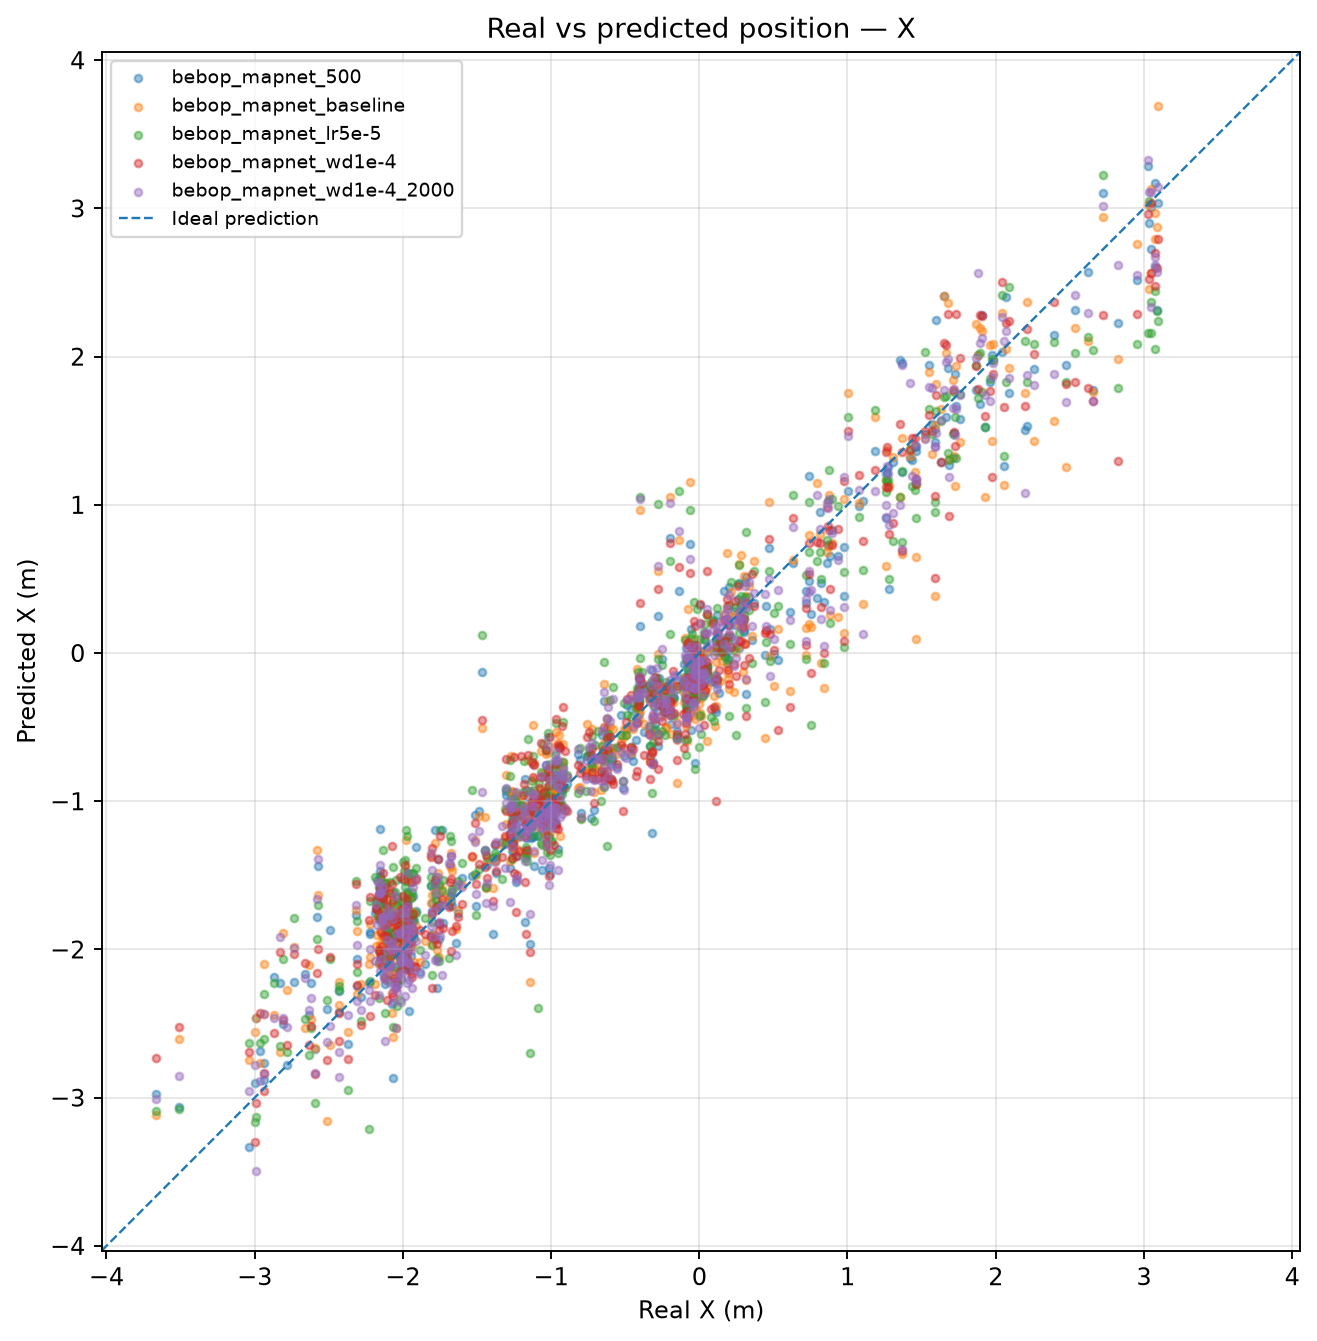 Real vs predicted position — X
bebop_mapnet_500
bebop_mapnet_baseline
bebop_mapnet_lr5e-5
bebop_mapnet_wd1e-4
bebop_mapnet_wd1e-4_2000
Ideal prediction
4
3
2
1
0
−1
−2
−3
−4
Predicted X (m)
−4 −3 −2 −1 0 1 2 3 4
Real X (m)